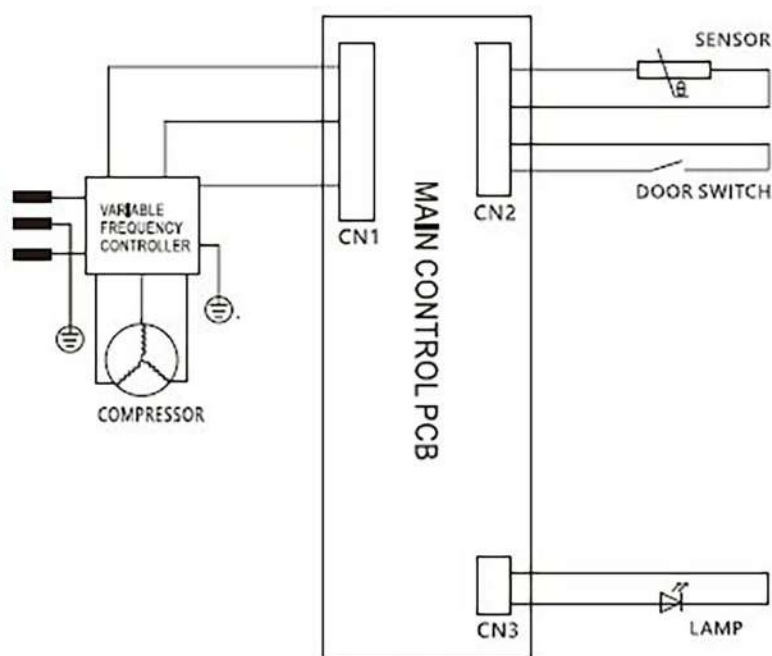 SENSOR
θ
DOOR SWITCH
CN2
CN1
VARIABLE
FREQUENCY
CONTROLLER
COMPRESSOR
MAIN CONTROL PCB
CN3
LAMP